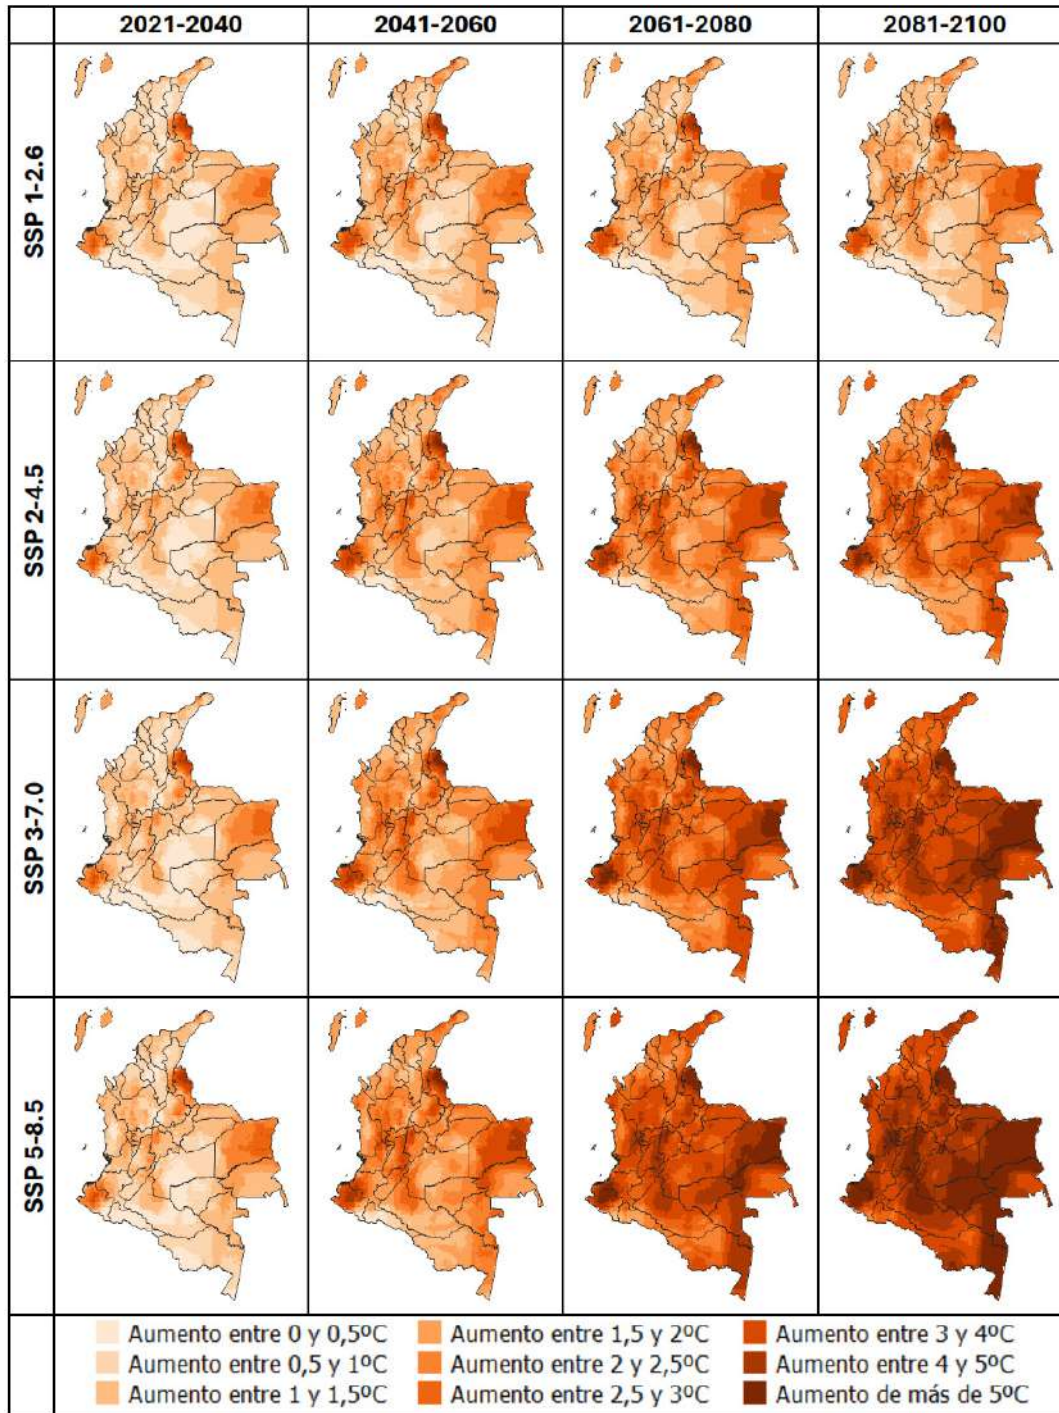 2021-2040 2041-2060 2061-2080 2081-2100
SSP 1-2.6
SSP 2-4.5
SSP 3-7.0
SSP 5-8.5
Aumento entre 0 y 0,5ºC Aumento entre 1,5 y 2ºC Aumento entre 3 y 4ºC
Aumento entre 0,5 y 1ºC Aumento entre 2 y 2,5ºC Aumento entre 4 y 5ºC
Aumento entre 1 y 1,5ºC Aumento entre 2,5 y 3ºC Aumento de más de 5ºC